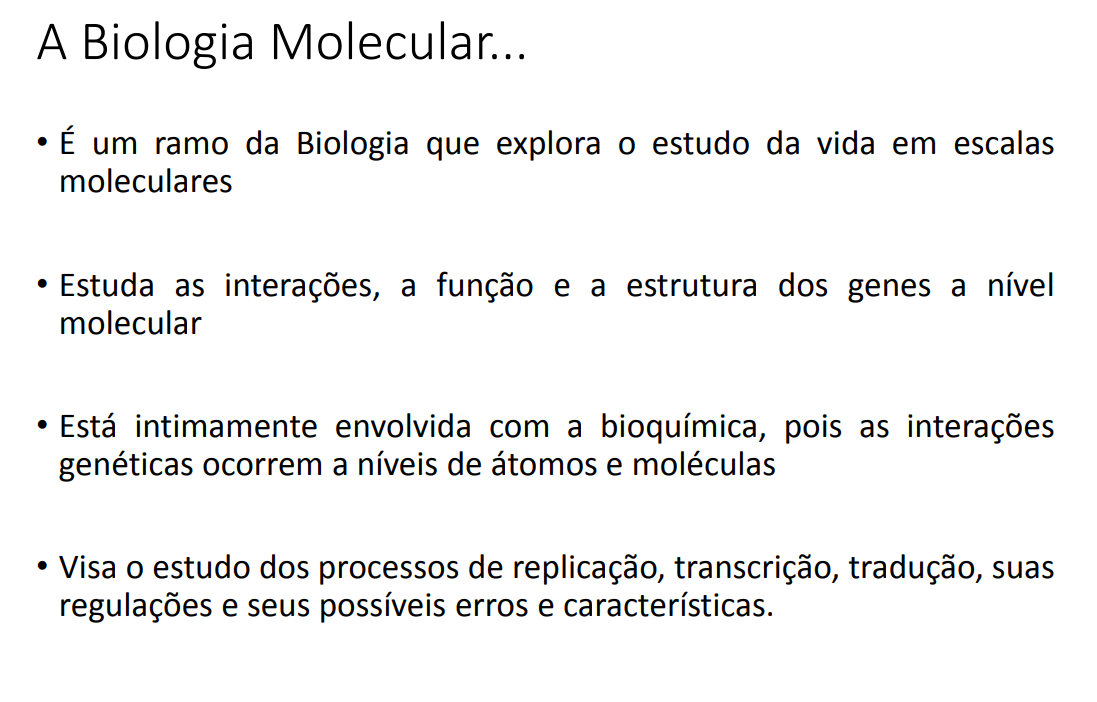 A Biologia Molecular...
• É um ramo da Biologia que explora o estudo da vida em escalas
moleculares
• Estuda as interações, a função e a estrutura dos genes a nível
molecular
• Está intimamente envolvida com a bioquímica, pois as interações
genéticas ocorrem a níveis de átomos e moléculas
• Visa o estudo dos processos de replicação, transcrição, tradução, suas
regulações e seus possíveis erros e características.